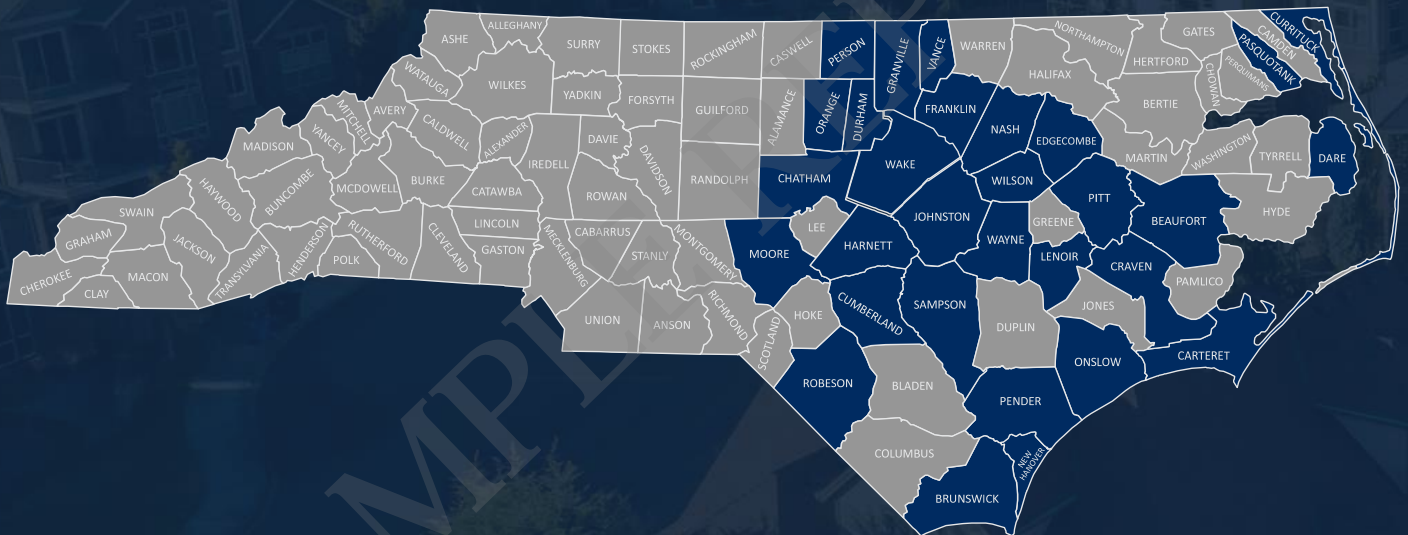 ALLEGHANY
ASHE
SURRY
STOKES
ROCKINGHAM
CASWELL
PERSON
GRANVILLE
VANCE
WARREN
NORTHAMPTON
GATES
CURRITUCK
CAMDEN
PASQUOTANK
PERQUIMANS
CHOWAN
HERTFORD
HALIFAX
BERTIE
WATAUGA
WILKES
YADKIN
FORSYTH
GUILFORD
ALAMANCE
ORANGE
DURHAM
FRANKLIN
NASH
EDGECOMBE
MARTIN
WASHINGTON
TYRRELL
DARE
MITCHELL
AVERY
CALDWELL
ALEXANDER
IREDELL
DAVIE
DAVIDSON
RANDOLPH
CHATHAM
WAKE
WILSON
PITT
BEAUFORT
HYDE
MADISON
YANCEY
BUNCOMBE
MCDOWELL
BURKE
CATAWBA
ROWAN
HAYWOOD
SWAIN
GRAHAM
JACKSON
CHEROKEE
MACON
CLAY
TRANSYLVANIA
HENDERSON
POLK
RUTHERFORD
CLEVELAND
LINCOLN
GASTON
MECKLENBURG
CABARRUS
STANLY
MONTGOMERY
MOORE
LEE
HARNETT
JOHNSTON
WAYNE
GREENE
LENOIR
CRAVEN
PAMLICO
UNION
ANSON
RICHMOND
SCOTLAND
HOKE
CUMBERLAND
SAMPSON
DUPLIN
JONES
ONSLOW
CARTERET
ROBESON
BLADEN
PENDER
COLUMBUS
NEW
HANOVER
BRUNSWICK